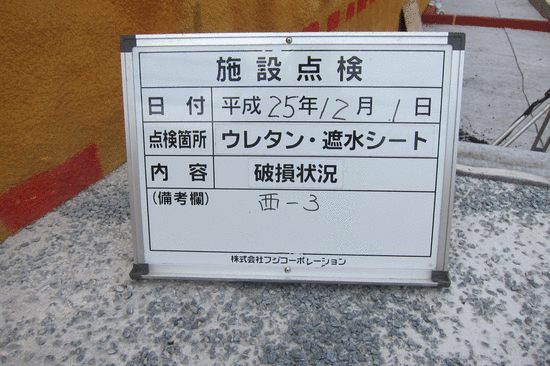 施設点検
日付 平成25年12月1日
点検箇所 ウレタン・遮水シート
内容 破損状況
(備考欄) 西-3
株式会社フジコーポレーション